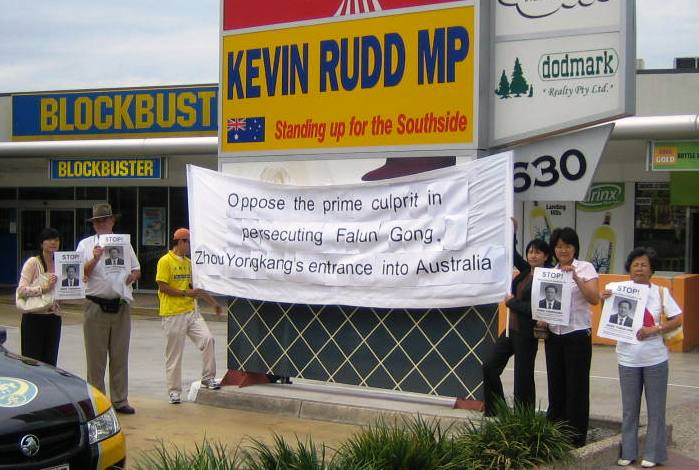 KEVIN RUDD MP
Standing up for the Southside
dodmark
Realty Pty Ltd.
BLOCKBUST
BLOCKBUSTER
630
GOLD
Oppose the prime culprit in
persecuting Falun Gong,
Zhou Yongkang's entrance into Australia
STOP!
STOP!
STOP!
STOP!